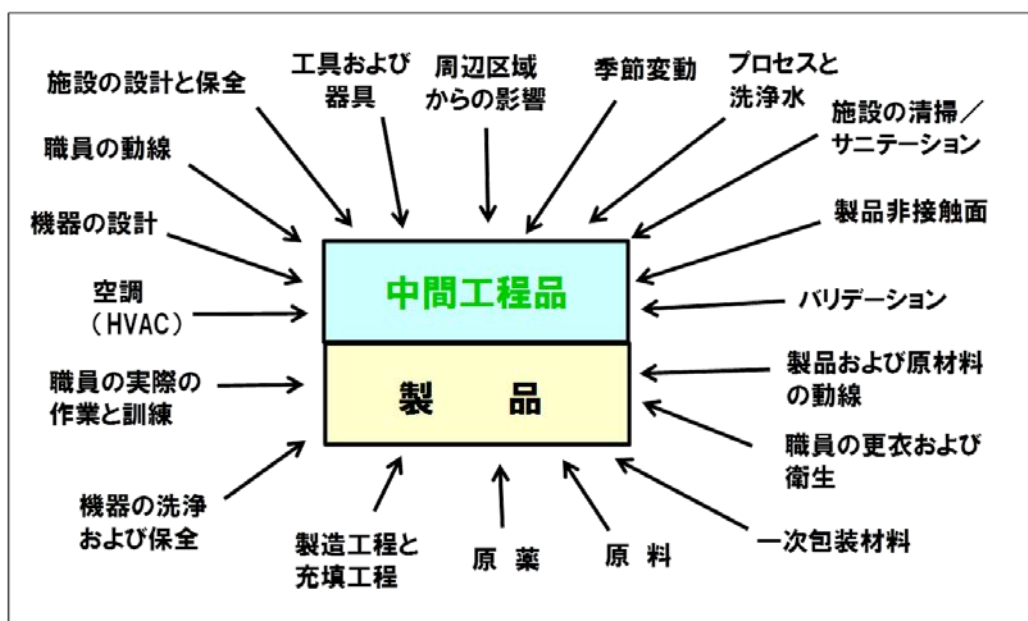 施設の設計と保全
工具および
器具
周辺区域
からの影響
季節変動
プロセスと
洗浄水
施設の清掃／
サニテーション
職員の動線
製品非接触面
機器の設計
中間工程品
バリデーション
空調
（HVAC）
製品および原材料
の動線
職員の実際の
作業と訓練
製　品
職員の更衣および
衛生
機器の洗浄
および保全
製造工程と
充填工程
原 薬
原 料
一次包装材料